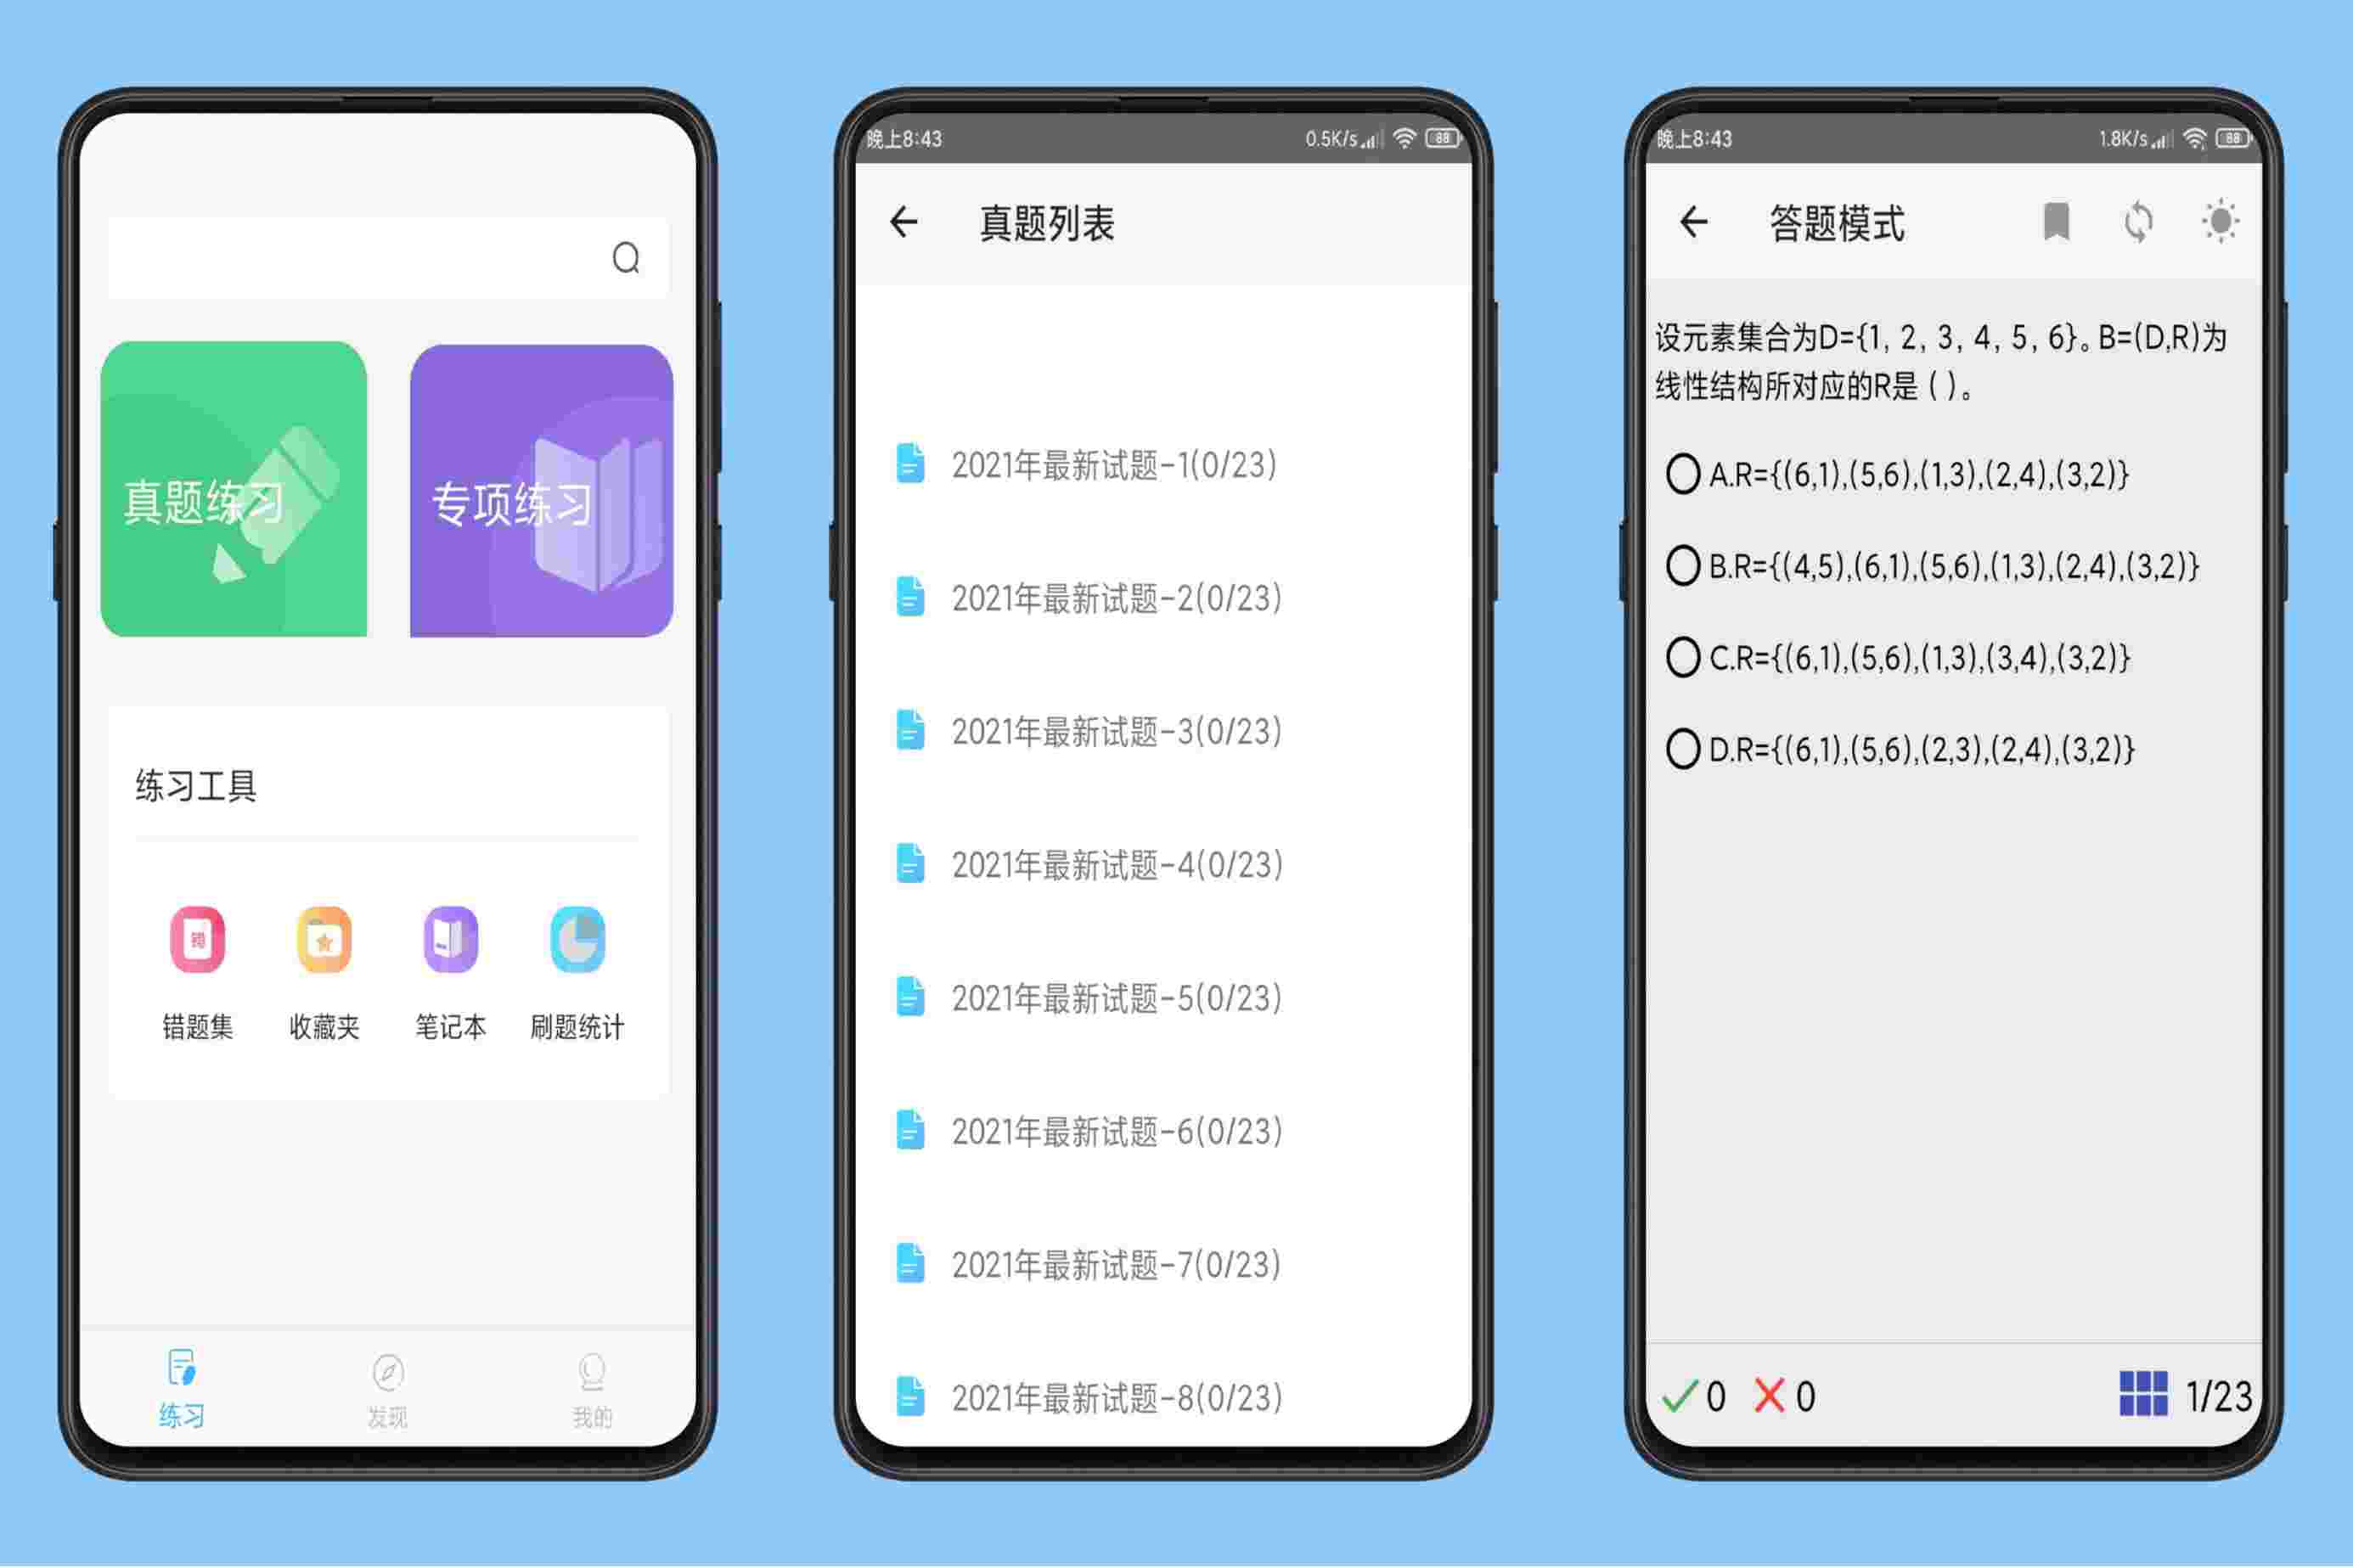 真题练习
专项练习
练习工具
错
错题集
收藏夹
笔记本
刷题统计
练习
发现
我的
晚上8:43
0.5K/s
88
真题列表
2021年最新试题-1(0/23)
2021年最新试题-2(0/23)
2021年最新试题-3(0/23)
2021年最新试题-4(0/23)
2021年最新试题-5(0/23)
2021年最新试题-6(0/23)
2021年最新试题-7(0/23)
2021年最新试题-8(0/23)
晚上8:43
1.8K/s
88
答题模式
设元素集合为D={1, 2, 3, 4, 5, 6}。B=(D,R)为
线性结构所对应的R是 ( )。
A.R={(6,1),(5,6),(1,3),(2,4),(3,2)}
B.R={(4,5),(6,1),(5,6),(1,3),(2,4),(3,2)}
C.R={(6,1),(5,6),(1,3),(3,4),(3,2)}
D.R={(6,1),(5,6),(2,3),(2,4),(3,2)}
0
0
1/23